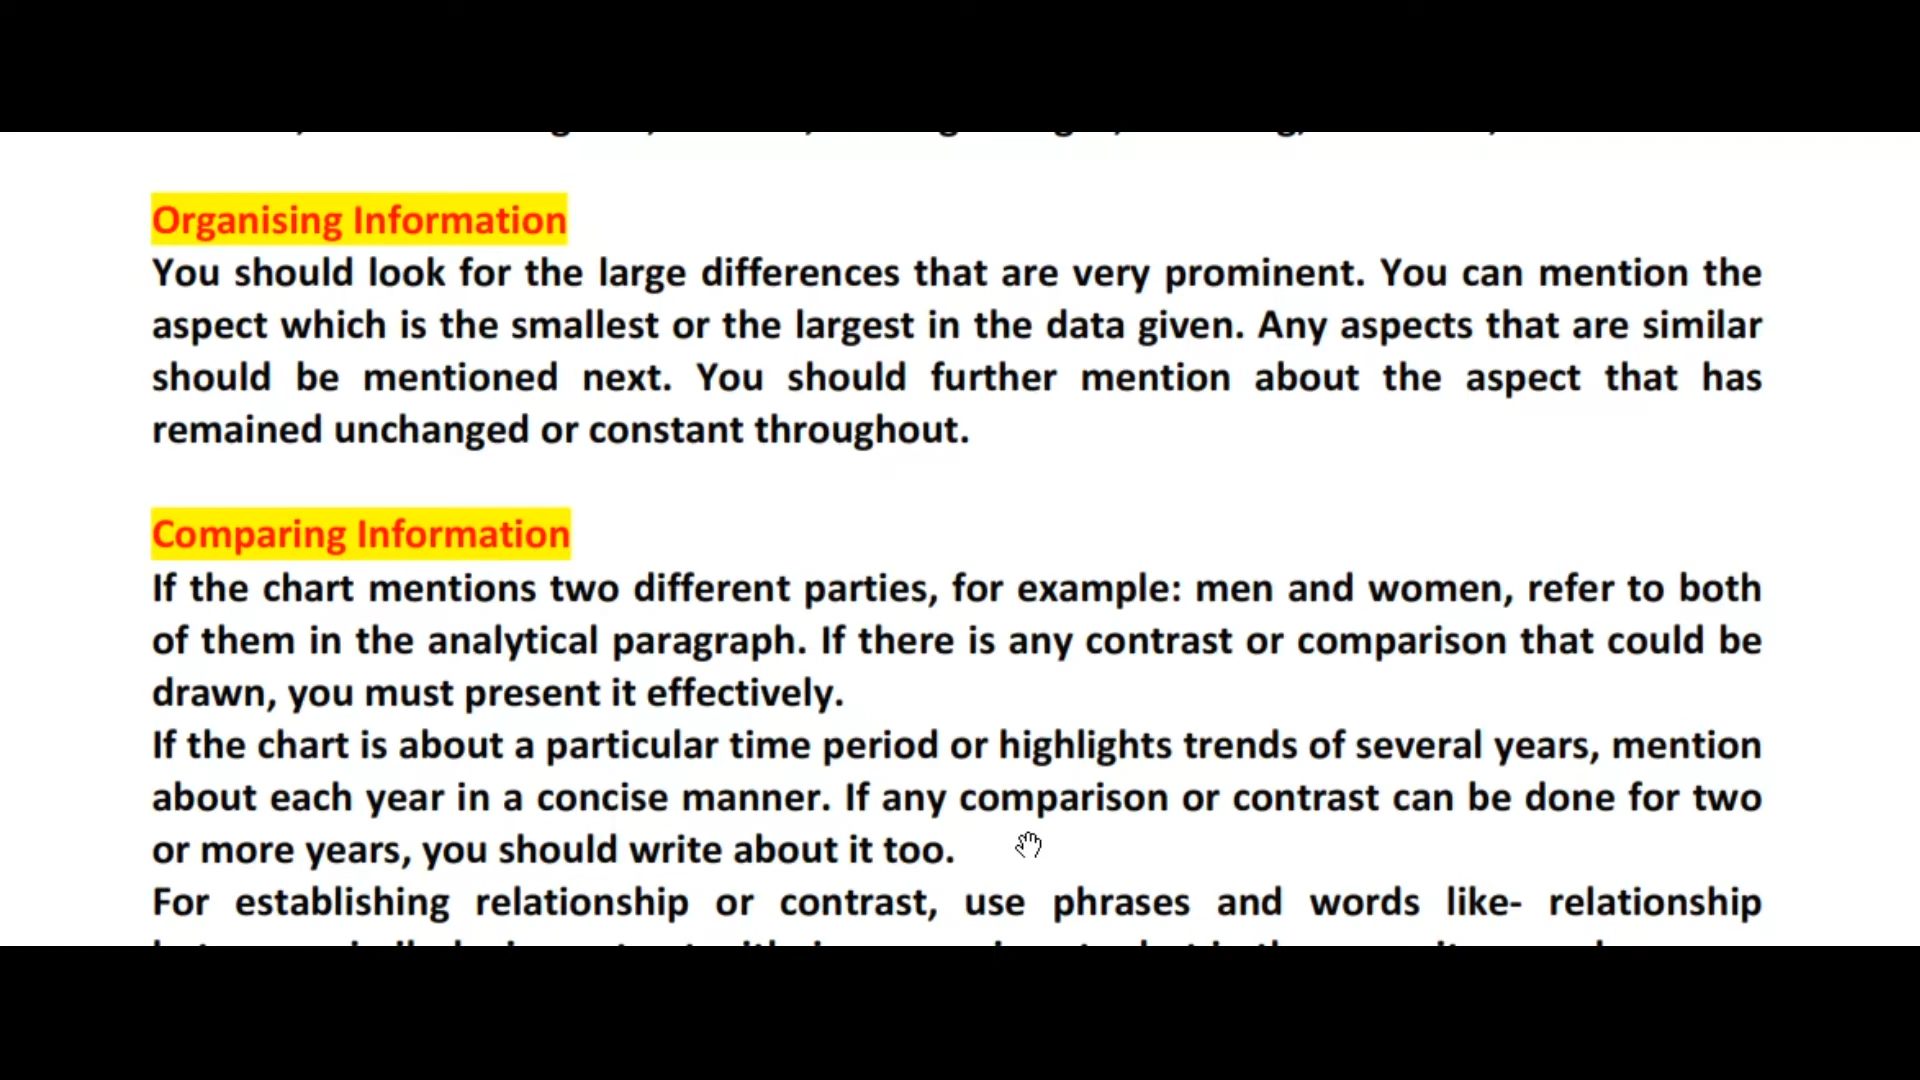 Organising Information
You should look for the large differences that are very prominent. You can mention the
aspect which is the smallest or the largest in the data given. Any aspects that are similar
should be mentioned next. You should further mention about the aspect that has
remained unchanged or constant throughout.
Comparing Information
If the chart mentions two different parties, for example: men and women, refer to both
of them in the analytical paragraph. If there is any contrast or comparison that could be
drawn, you must present it effectively.
If the chart is about a particular time period or highlights trends of several years, mention
about each year in a concise manner. If any comparison or contrast can be done for two
or more years, you should write about it too.
For establishing relationship or contrast, use phrases and words like- relationship